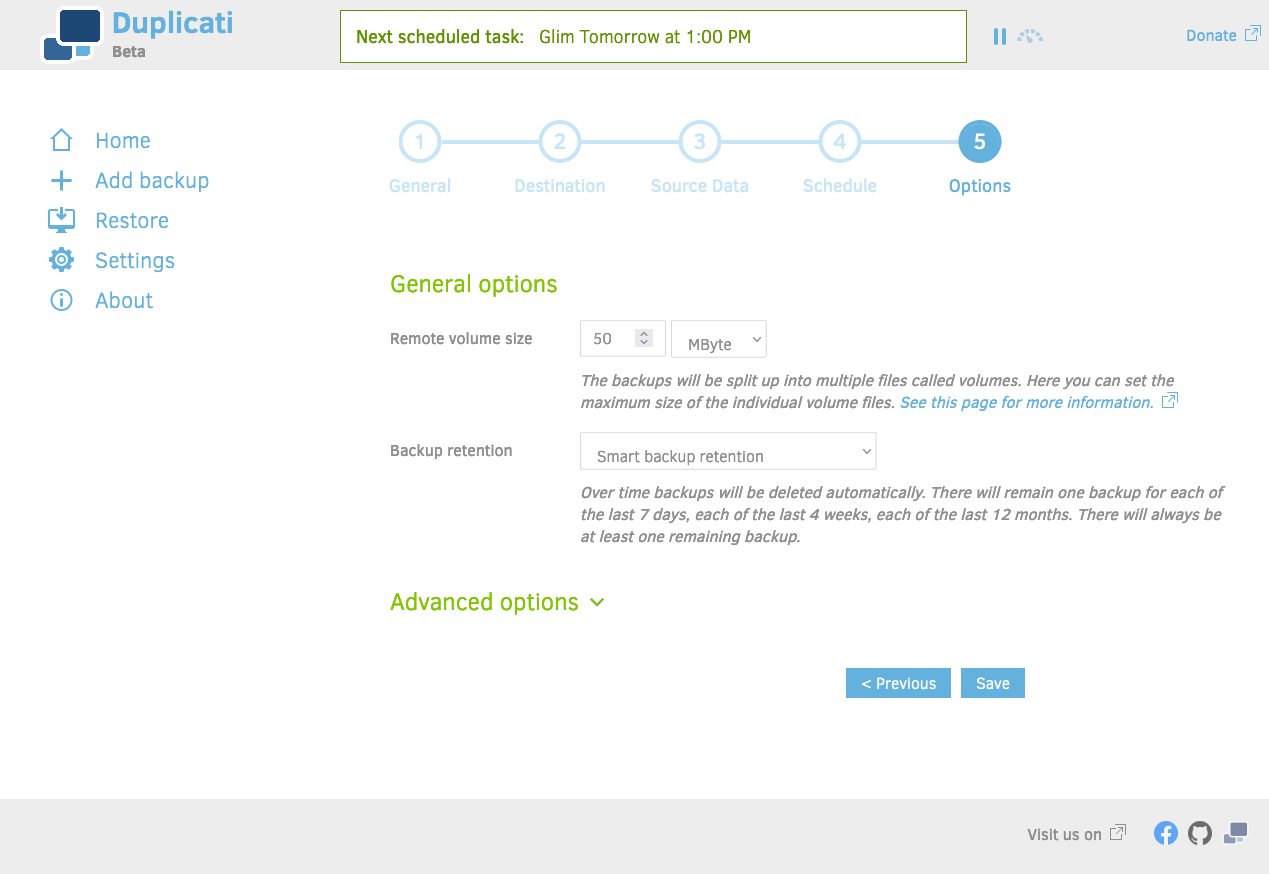 Duplicati
Beta
Next scheduled task: Glim Tomorrow at 1:00 PM
Donate
Home
Add backup
Restore
Settings
About
1 2 3 4 5
General Destination Source Data Schedule Options
General options
Remote volume size 50 MByte
The backups will be split up into multiple files called volumes. Here you can set the
maximum size of the individual volume files. See this page for more information.
Backup retention Smart backup retention
Over time backups will be deleted automatically. There will remain one backup for each of
the last 7 days, each of the last 4 weeks, each of the last 12 months. There will always be
at least one remaining backup.
Advanced options
< Previous Save
Visit us on